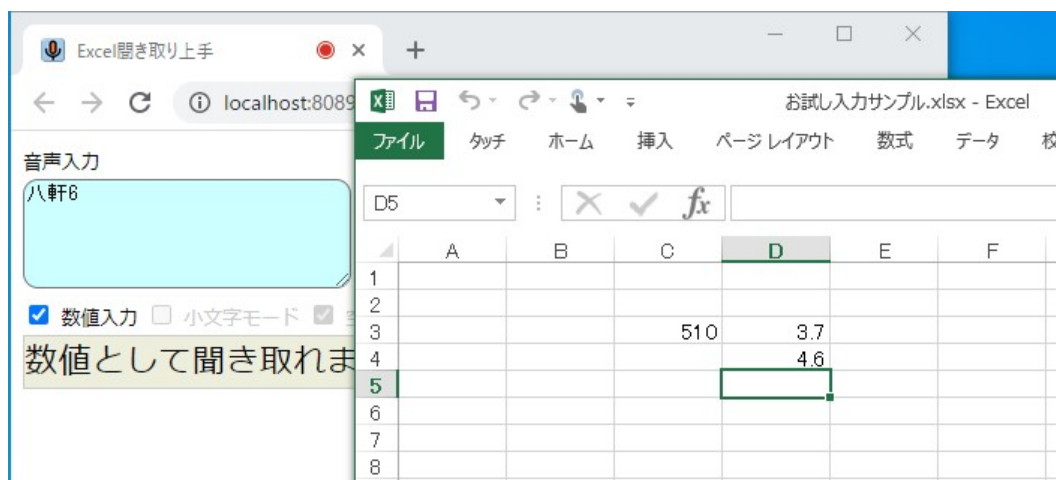 Excel聞き取り上手
localhost:8089
音声入力
八軒6
数値入力 小文字モード
数値として聞き取れま
お試し入力サンプル.xlsx - Excel
ファイル タッチ ホーム 挿入 ページ レイアウト 数式 データ 校
D5 fx
A B C D E F
1
2
3 510 3.7
4 4.6
5
6
7
8